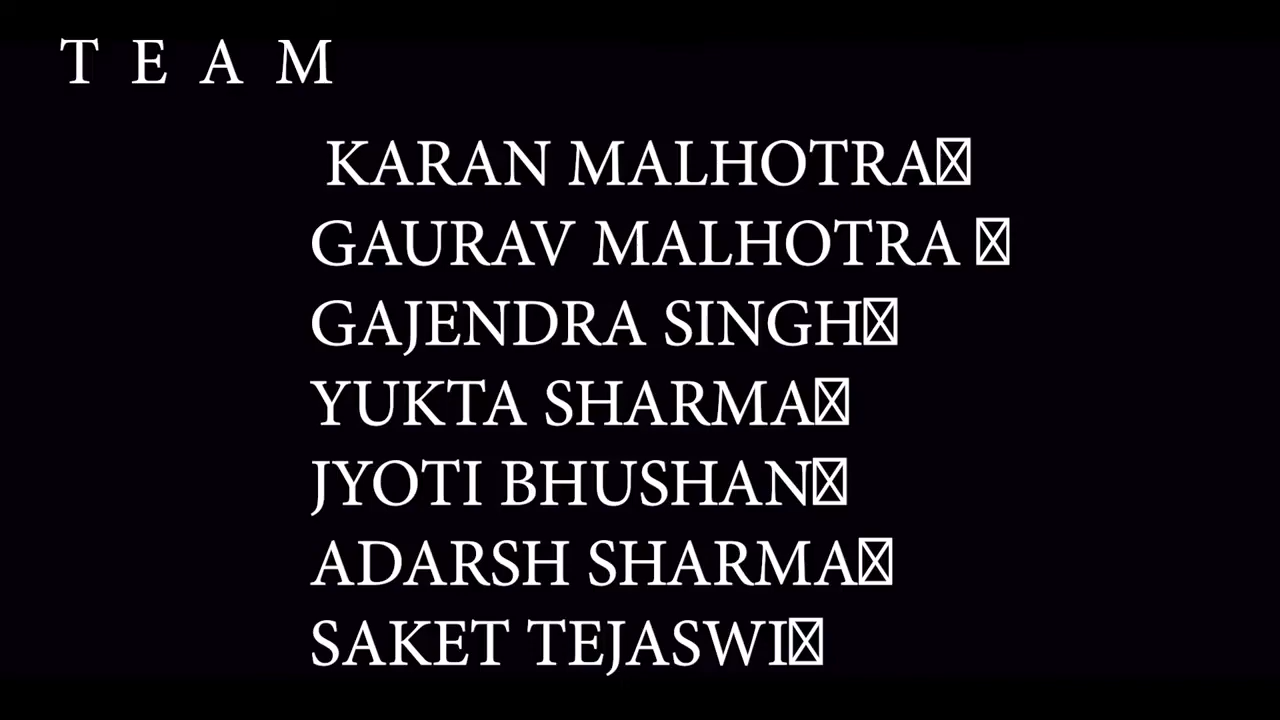 T E A M
KARAN MALHOTRA
GAURAV MALHOTRA
GAJENDRA SINGH
YUKTA SHARMA
JYOTI BHUSHAN
ADARSH SHARMA
SAKET TEJASWI